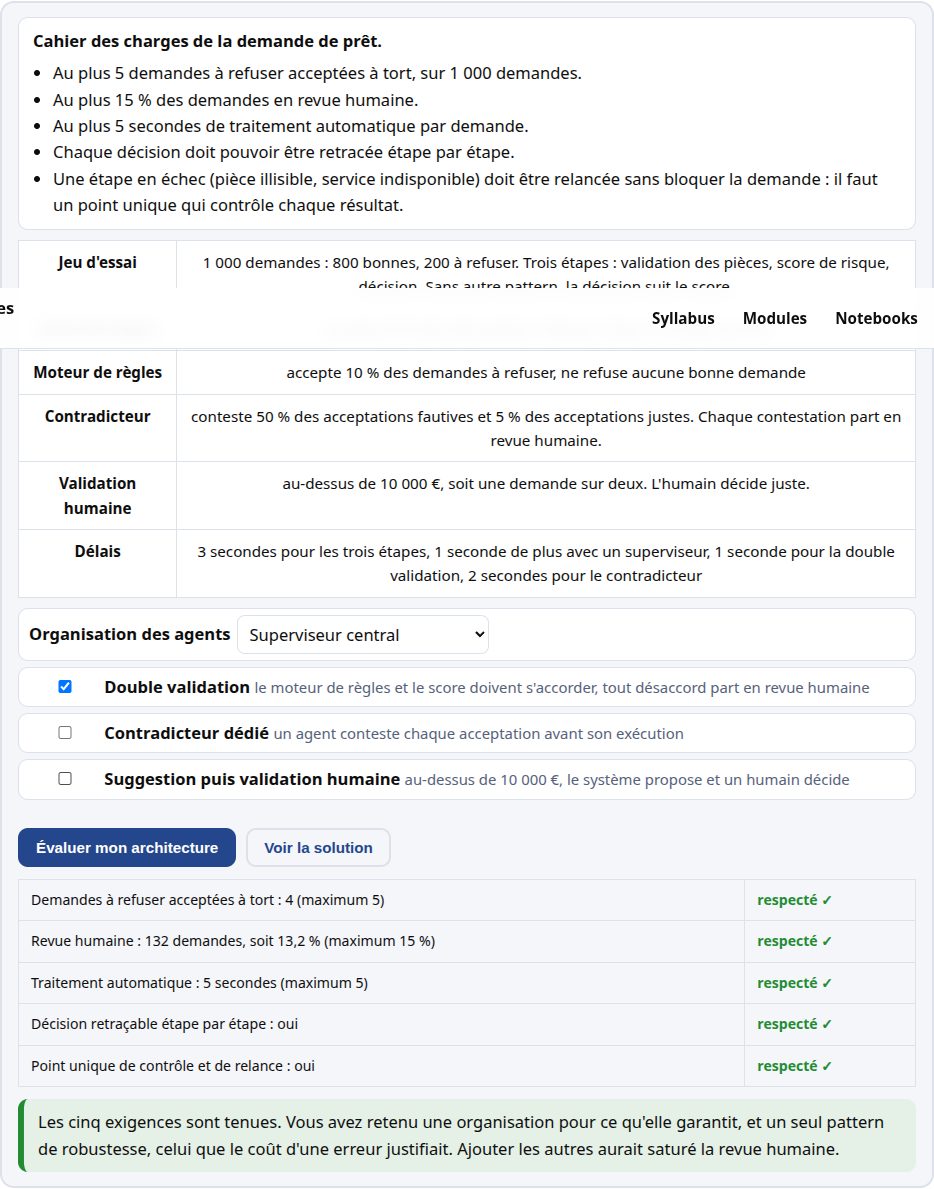 Cahier des charges de la demande de prêt.
• Au plus 5 demandes à refuser acceptées à tort, sur 1 000 demandes.
• Au plus 15 % des demandes en revue humaine.
• Au plus 5 secondes de traitement automatique par demande.
• Chaque décision doit pouvoir être retracée étape par étape.
• Une étape en échec (pièce illisible, service indisponible) doit être relancée sans bloquer la demande : il faut
un point unique qui contrôle chaque résultat.
Jeu d'essai
1 000 demandes : 800 bonnes, 200 à refuser. Trois étapes : validation des pièces, score de risque,
décision. Sans autre pattern, la décision suit le score.
es
Syllabus
Modules
Notebooks
Moteur de règles
accepte 10 % des demandes à refuser, ne refuse aucune bonne demande
Contradicteur
conteste 50 % des acceptations fautives et 5 % des acceptations justes. Chaque contestation part en
revue humaine.
Validation
humaine
au-dessus de 10 000 €, soit une demande sur deux. L'humain décide juste.
Délais
3 secondes pour les trois étapes, 1 seconde de plus avec un superviseur, 1 seconde pour la double
validation, 2 secondes pour le contradicteur
Organisation des agents
Superviseur central
Double validation le moteur de règles et le score doivent s'accorder, tout désaccord part en revue humaine
Contradicteur dédié un agent conteste chaque acceptation avant son exécution
Suggestion puis validation humaine au-dessus de 10 000 €, le système propose et un humain décide
Évaluer mon architecture
Voir la solution
Demandes à refuser acceptées à tort : 4 (maximum 5)
respecté ✓
Revue humaine : 132 demandes, soit 13,2 % (maximum 15 %)
respecté ✓
Traitement automatique : 5 secondes (maximum 5)
respecté ✓
Décision retraçable étape par étape : oui
respecté ✓
Point unique de contrôle et de relance : oui
respecté ✓
Les cinq exigences sont tenues. Vous avez retenu une organisation pour ce qu'elle garantit, et un seul pattern
de robustesse, celui que le coût d'une erreur justifiait. Ajouter les autres aurait saturé la revue humaine.